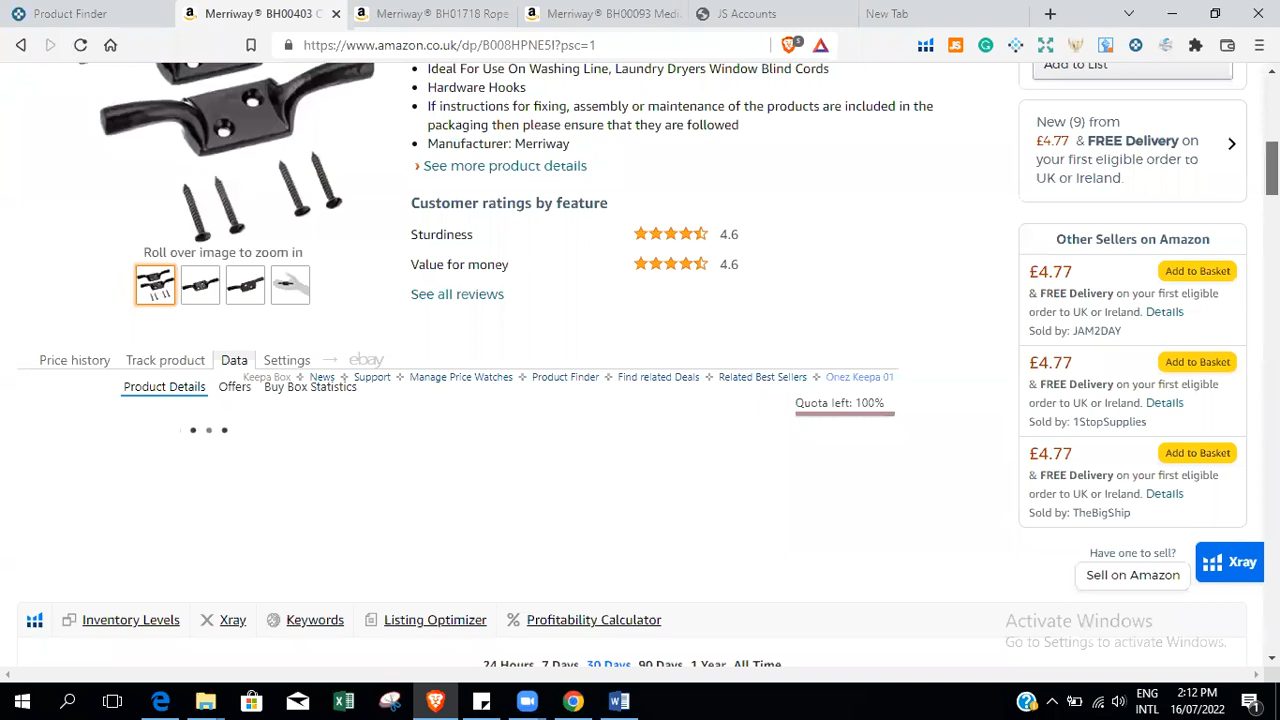 Product Finder
Merriway® BH00403 C
Merriway® BH01718 Rope
Merriway ® BH00093 Medi
JS Accounts
New Tab
https://www.amazon.co.uk/dp/B008HPNE5I?psc=1
5
JS
Add to List
Ideal For Use On Washing Line, Laundry Dryers Window Blind Cords
Hardware Hooks
If instructions for fixing, assembly or maintenance of the products are included in the
packaging then please ensure that they are followed
Manufacturer: Merriway
› See more product details
Customer ratings by feature
Sturdiness 4.6
Value for money 4.6
See all reviews
Roll over image to zoom in
New (9) from
£4.77 & FREE Delivery on
your first eligible order to
UK or Ireland.
Other Sellers on Amazon
£4.77 Add to Basket
& FREE Delivery on your first eligible
order to UK or Ireland. Details
Sold by: JAM2DAY
£4.77 Add to Basket
& FREE Delivery on your first eligible
order to UK or Ireland. Details
Sold by: 1StopSupplies
£4.77 Add to Basket
& FREE Delivery on your first eligible
order to UK or Ireland. Details
Sold by: TheBigShip
Have one to sell?
Sell on Amazon
Xray
Price history Track product Data Settings → ebay
Keepa Box News Support Manage Price Watches Product Finder Find related Deals Related Best Sellers Onez Keepa 01
Product Details Offers Buy Box Statistics
Quota left: 100%
Inventory Levels Xray Keywords Listing Optimizer Profitability Calculator
24 Hours 7 Days 30 Days 90 Days 1 Year All Time
Activate Windows
Go to Settings to activate Windows.
ENG
INTL
2:12 PM
16/07/2022
1